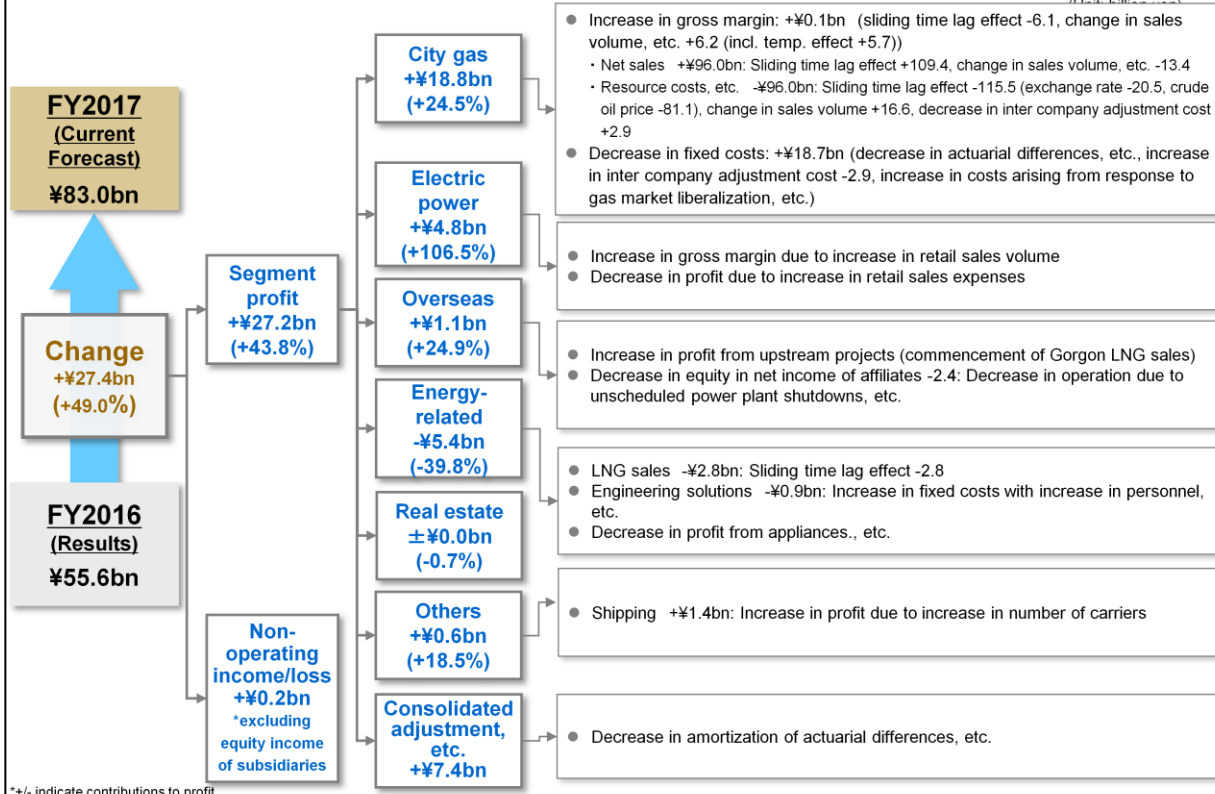 FY2017
(Current
Forecast)
¥83.0bn
Change
+¥27.4bn
(+49.0%)
FY2016
(Results)
¥55.6bn
Segment
profit
+¥27.2bn
(+43.8%)
Non-
operating
income/loss
+¥0.2bn
*excluding
equity income
of subsidiaries
City gas
+¥18.8bn
(+24.5%)
Electric
power
+¥4.8bn
(+106.5%)
Overseas
+¥1.1bn
(+24.9%)
Energy-
related
-¥5.4bn
(-39.8%)
Real estate
±¥0.0bn
(-0.7%)
Others
+¥0.6bn
(+18.5%)
Consolidated
adjustment,
etc.
+¥7.4bn
● Increase in gross margin: +¥0.1bn (sliding time lag effect -6.1, change in sales
volume, etc. +6.2 (incl. temp. effect +5.7))
・Net sales +¥96.0bn: Sliding time lag effect +109.4, change in sales volume, etc. -13.4
・Resource costs, etc. -¥96.0bn: Sliding time lag effect -115.5 (exchange rate -20.5, crude
oil price -81.1), change in sales volume +16.6, decrease in inter company adjustment cost
+2.9
● Decrease in fixed costs: +¥18.7bn (decrease in actuarial differences, etc., increase
in inter company adjustment cost -2.9, increase in costs arising from response to
gas market liberalization, etc.)
● Increase in gross margin due to increase in retail sales volume
● Decrease in profit due to increase in retail sales expenses
● Increase in profit from upstream projects (commencement of Gorgon LNG sales)
● Decrease in equity in net income of affiliates -2.4: Decrease in operation due to
unscheduled power plant shutdowns, etc.
● LNG sales -¥2.8bn: Sliding time lag effect -2.8
● Engineering solutions -¥0.9bn: Increase in fixed costs with increase in personnel,
etc.
● Decrease in profit from appliances., etc.
● Shipping +¥1.4bn: Increase in profit due to increase in number of carriers
● Decrease in amortization of actuarial differences, etc.
*+/- indicate contributions to profit